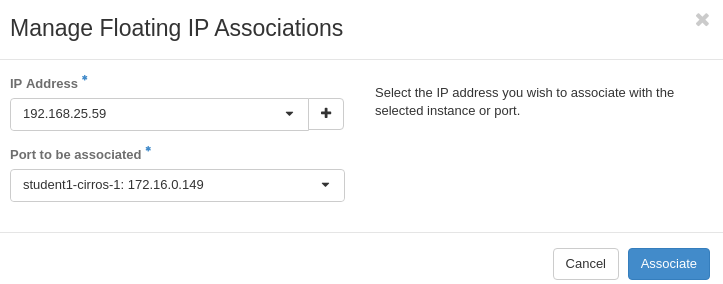 Manage Floating IP Associations
IP Address *
192.168.25.59
Port to be associated *
student1-cirros-1: 172.16.0.149
Select the IP address you wish to associate with the
selected instance or port.
Cancel
Associate